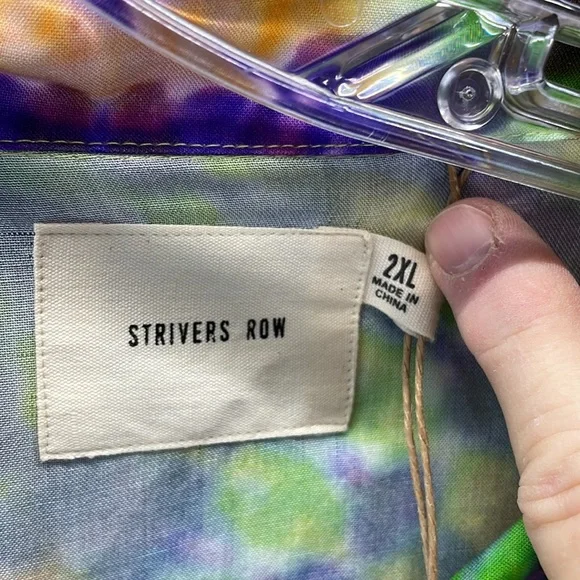 STRIVERS ROW
2XL
MADE IN
CHINA